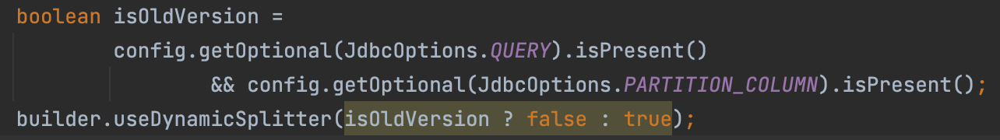 boolean isOldVersion =
config.getOptional(JdbcOptions.QUERY).isPresent()
&& config.getOptional(JdbcOptions.PARTITION_COLUMN).isPresent();
builder.useDynamicSplitter(isOldVersion ? false : true);